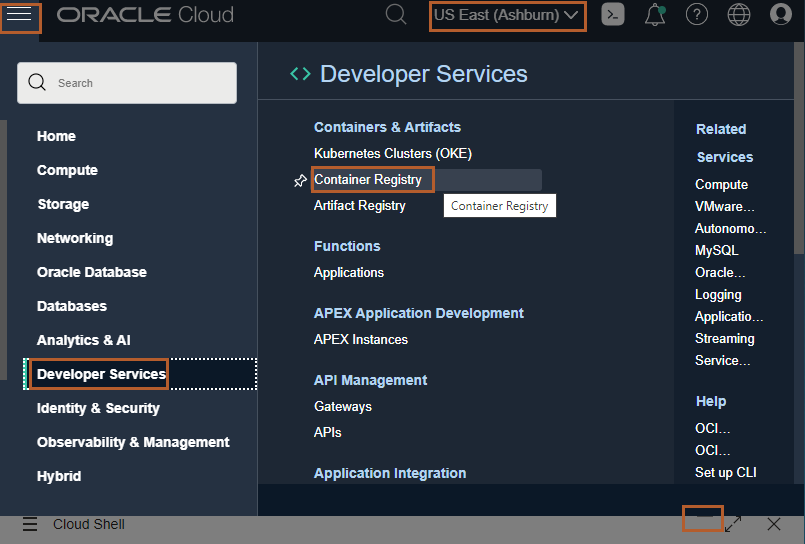 ORACLE Cloud
US East (Ashburn)
Search
Home
Compute
Storage
Networking
Oracle Database
Databases
Analytics & AI
Developer Services
Identity & Security
Observability & Management
Hybrid
Developer Services
Containers & Artifacts
Kubernetes Clusters (OKE)
Container Registry
Container Registry
Artifact Registry
Functions
Applications
APEX Application Development
APEX Instances
API Management
Gateways
APIs
Application Integration
Related
Services
Compute
VMware...
Autonomo...
MySQL
Oracle...
Logging
Applicatio...
Streaming
Service...
Help
OCI...
OCI...
Set up CLI
Cloud Shell